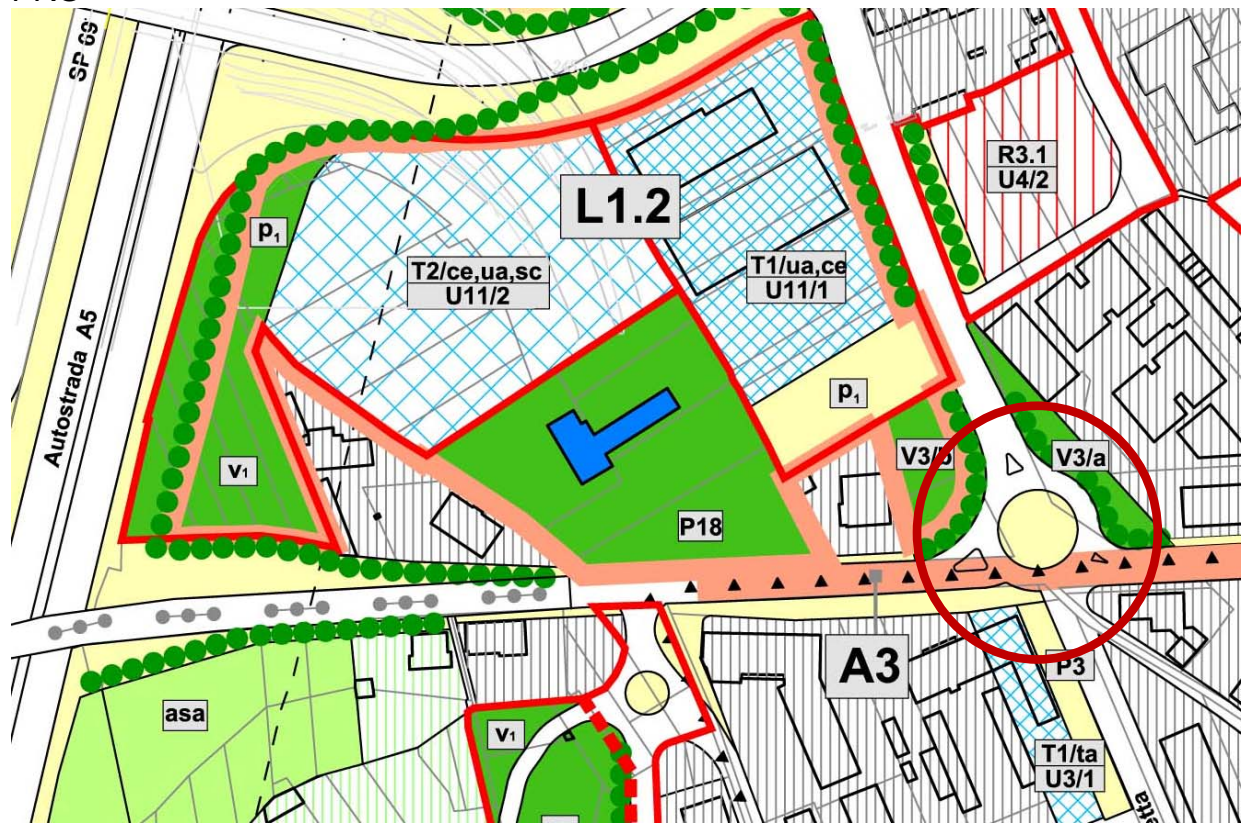 SP 69
R3.1
U4/2
L1.2
p1
T2/ce,ua,sc
U11/2
T1/ua,ce
U11/1
Autostrada A5
p1
V3/b
V3/a
v1
P18
A3
P3
asa
v1
T1/ta
U3/1